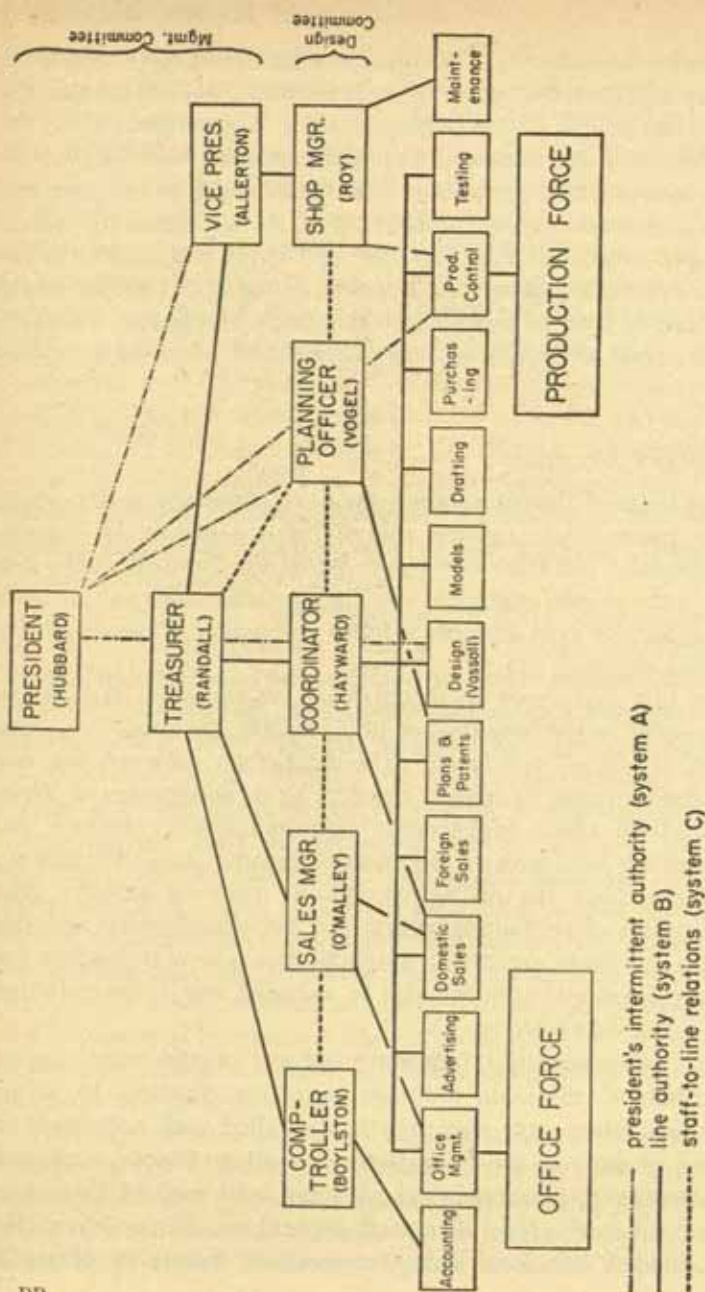 PRESIDENT
(HUBBARD)
Mgmt. Committee
TREASURER
(RANDALL)
VICE PRES.
(ALLERTON)
Design
Committee
COMP-
TROLLER
(BOYLSTON)
SALES MGR.
(O'MALLEY)
COORDINATOR
(HAYWARD)
PLANNING
OFFICER
(VOGEL)
SHOP MGR.
(ROY)
Accounting
Office
Mgmt.
Advertising
Domestic
Sales
Foreign
Sales
Plans &
Patents
Design
(Vassall)
Models
Drafting
Purchas
-ing
Prod.
Control
Testing
Maint-
enance
OFFICE FORCE
PRODUCTION FORCE
president's intermittent authority (system A)
line authority (system B)
staff-to-line relations (system C)